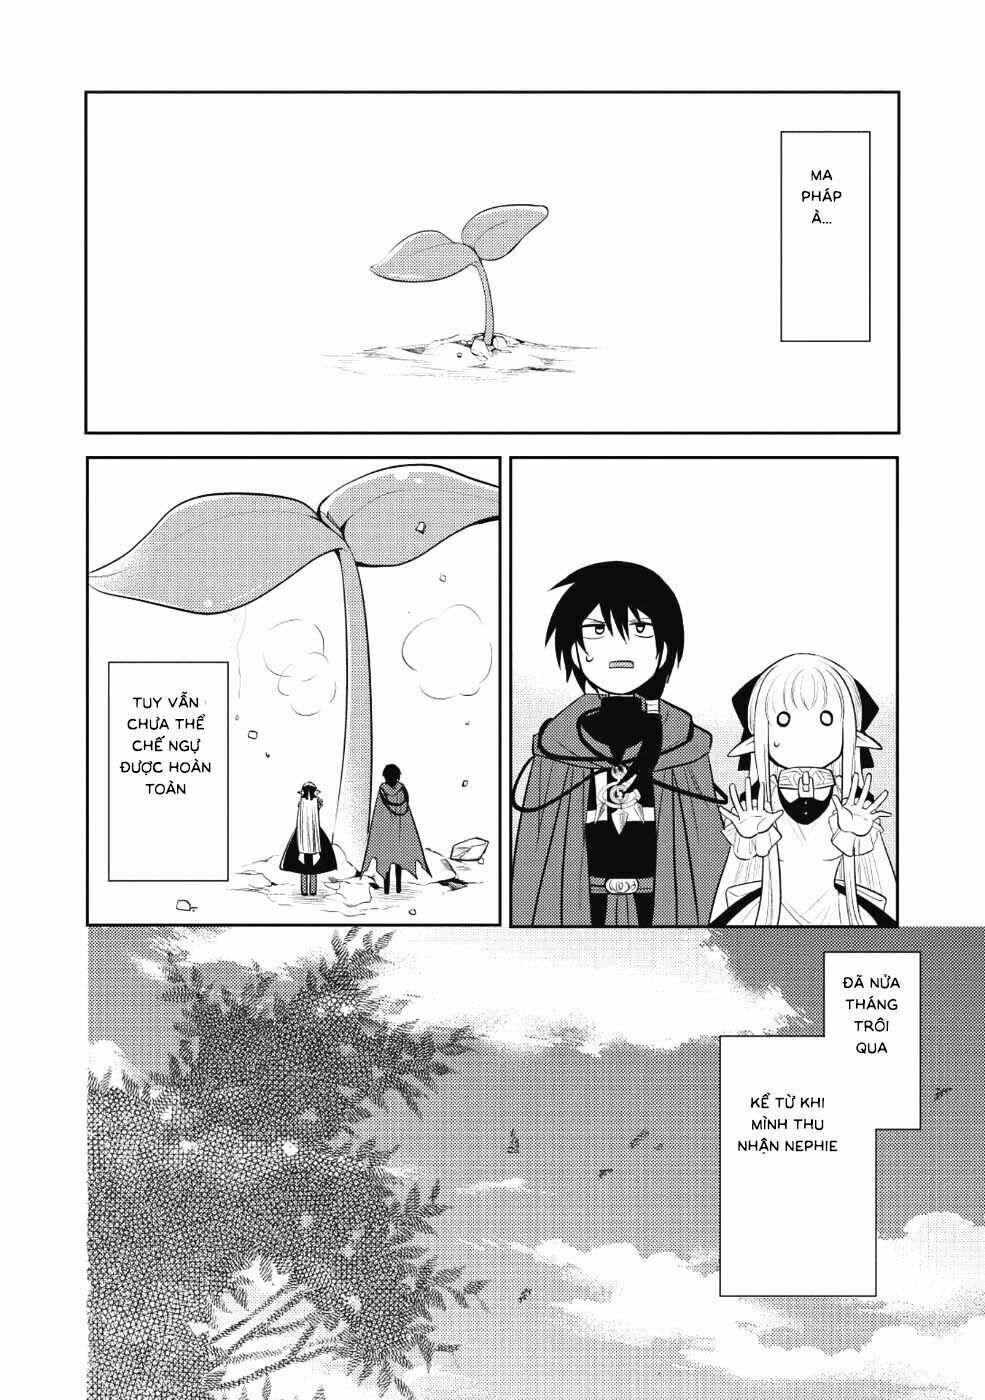 MA
PHÁP
À...
TUY VẪN
CHƯA THỂ
CHẾ NGỰ
ĐƯỢC HOÀN
TOÀN
ĐÃ NỬA
THÁNG
TRÔI
QUA
KỂ TỪ KHI
MÌNH THU
NHẬN NEPHIE